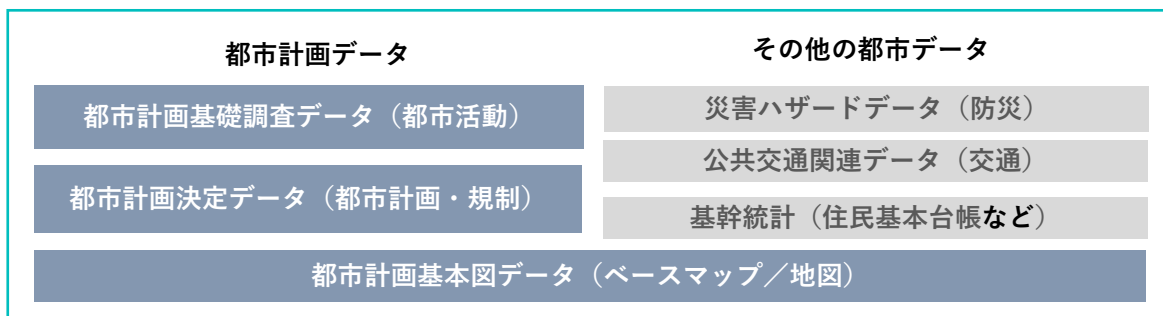 都市計画データ
都市計画基礎調査データ（都市活動）
都市計画決定データ（都市計画・規制）
その他の都市データ
災害ハザードデータ（防災）
公共交通関連データ（交通）
基幹統計（住民基本台帳など）
都市計画基本図データ（ベースマップ／地図）